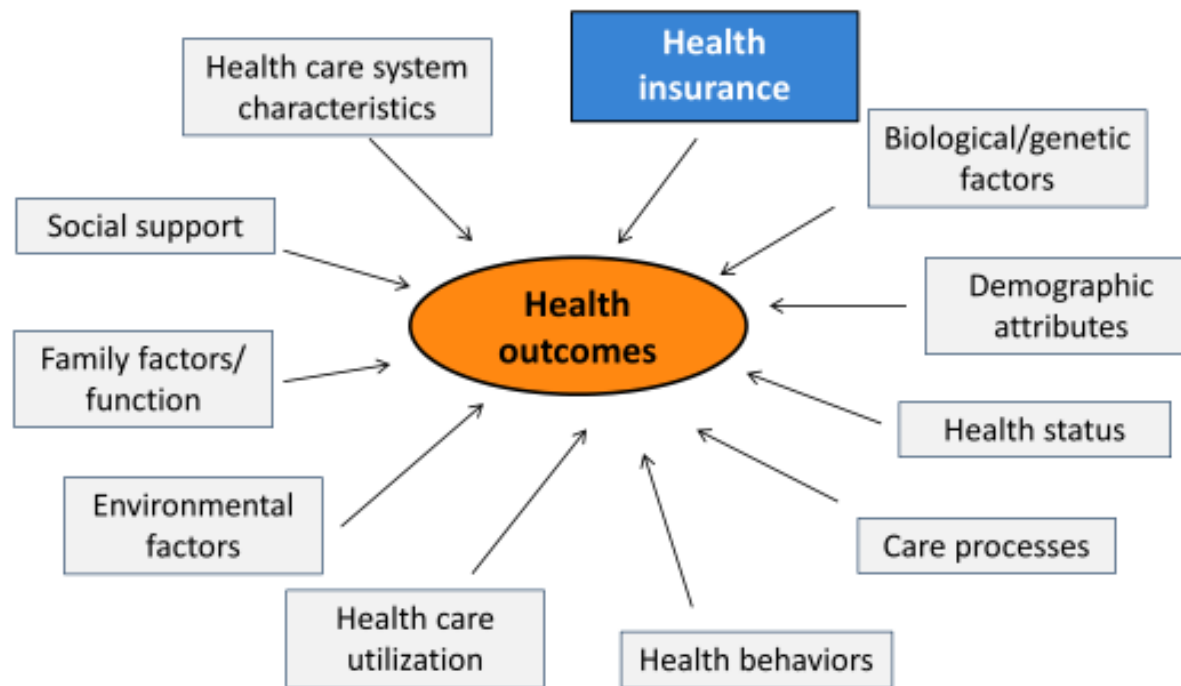 Health
insurance
Health care system
characteristics
Biological/genetic
factors
Social support
Demographic
attributes
Health
outcomes
Family factors/
function
Health status
Environmental
factors
Care processes
Health care
utilization
Health behaviors